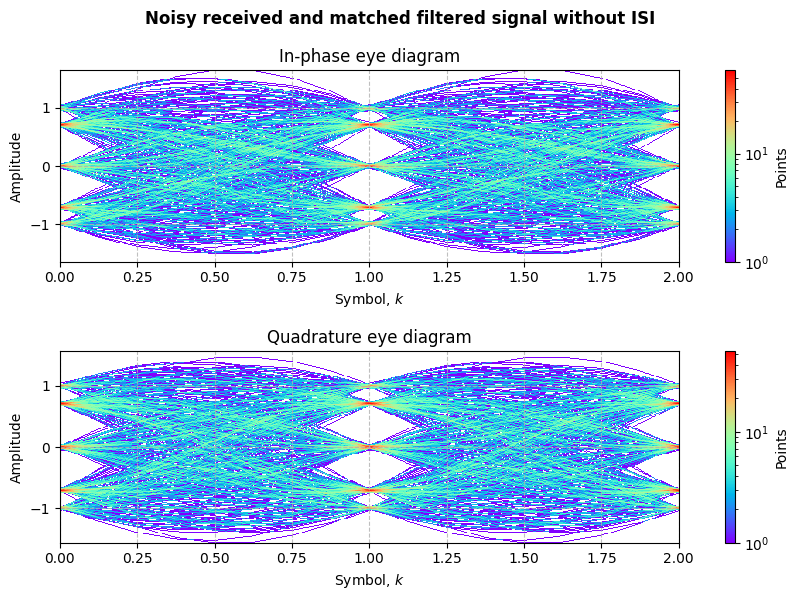 Noisy received and matched filtered signal without ISI
In-phase eye diagram
Amplitude
1
0
−1
0.00 0.25 0.50 0.75 1.00 1.25 1.50 1.75 2.00
Symbol, k
10¹
10⁰
Points
Quadrature eye diagram
Amplitude
1
0
−1
0.00 0.25 0.50 0.75 1.00 1.25 1.50 1.75 2.00
Symbol, k
10¹
10⁰
Points